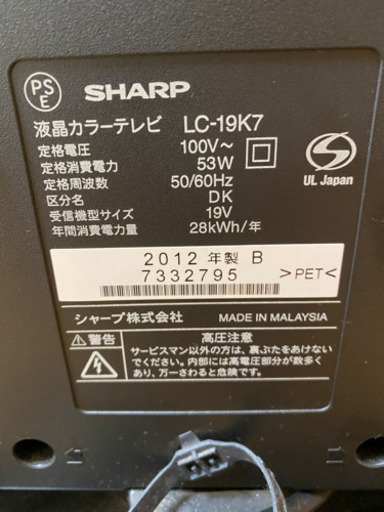 PS
E
SHARP
液晶カラーテレビ LC-19K7
定格電圧 100V~
定格消費電力 53W
定格周波数 50/60Hz
区分名 DK
受信機型サイズ 19V
年間消費電力量 28kWh/年
UL Japan
2012 年製 B
7332795
>PET<
シャープ株式会社 MADE IN MALAYSIA
警告 高圧注意
サービスマン以外の方は、裏ぶたをあけない
でください。内部には高電圧部分が数多く
あり、万一さわると危険です。